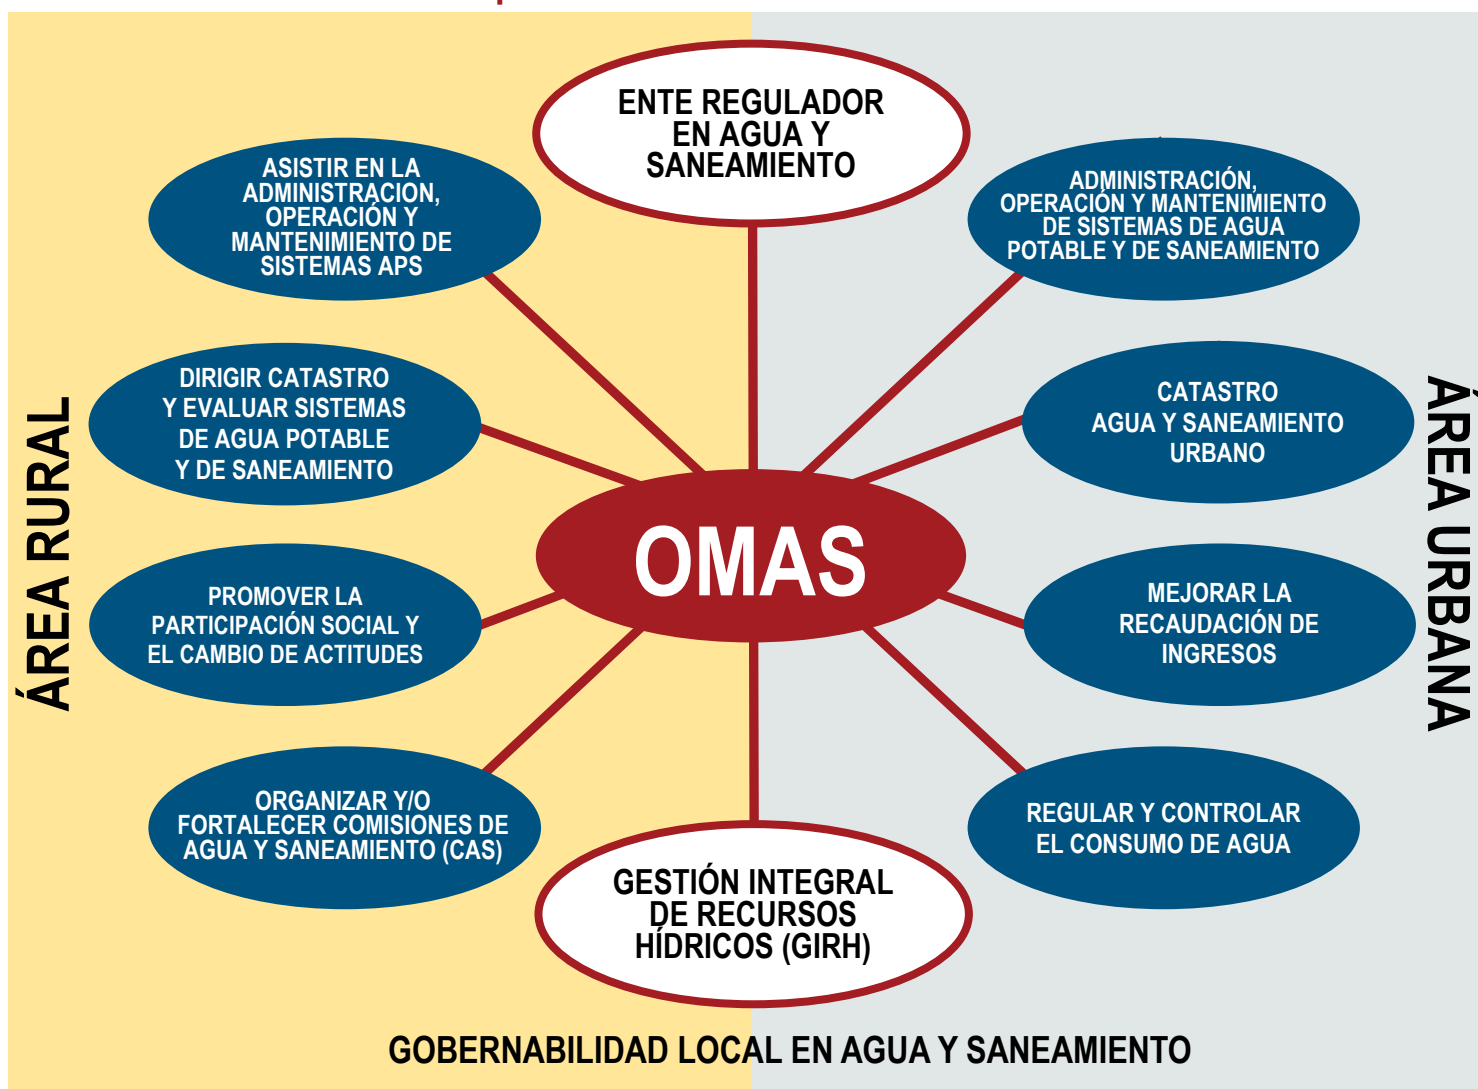 ENTE REGULADOR
EN AGUA Y
SANEAMIENTO
ASISTIR EN LA
ADMINISTRACION,
OPERACIÓN Y
MANTENIMIENTO DE
SISTEMAS APS
ADMINISTRACIÓN,
OPERACIÓN Y MANTENIMIENTO
DE SISTEMAS DE AGUA
POTABLE Y DE SANEAMIENTO
DIRIGIR CATASTRO
Y EVALUAR SISTEMAS
DE AGUA POTABLE
Y DE SANEAMIENTO
CATASTRO
AGUA Y SANEAMIENTO
URBANO
ÁREA RURAL
OMAS
ÁREA URBANA
PROMOVER LA
PARTICIPACIÓN SOCIAL Y
EL CAMBIO DE ACTITUDES
MEJORAR LA
RECAUDACIÓN DE
INGRESOS
ORGANIZAR Y/O
FORTALECER COMISIONES DE
AGUA Y SANEAMIENTO (CAS)
REGULAR Y CONTROLAR
EL CONSUMO DE AGUA
GESTIÓN INTEGRAL
DE RECURSOS
HÍDRICOS (GIRH)
GOBERNABILIDAD LOCAL EN AGUA Y SANEAMIENTO